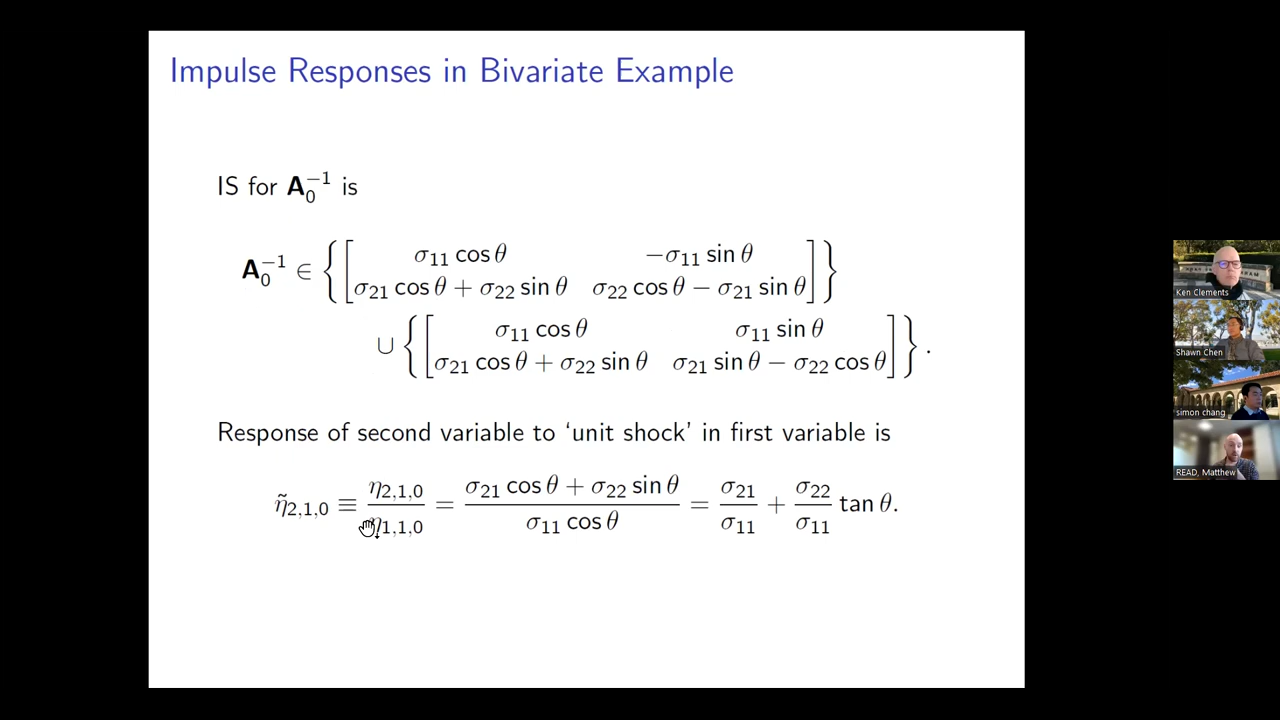 Impulse Responses in Bivariate Example
IS for A₀⁻¹ is
A₀⁻¹ ∈ {[σ₁₁ cos θ  −σ₁₁ sin θ
σ₂₁ cos θ + σ₂₂ sin θ  σ₂₂ cos θ − σ₂₁ sin θ]}
∪ {[σ₁₁ cos θ  σ₁₁ sin θ
σ₂₁ cos θ + σ₂₂ sin θ  σ₂₁ sin θ − σ₂₂ cos θ]}.
Response of second variable to ‘unit shock’ in first variable is
η̃₂,₁,₀ ≡ η₂,₁,₀ / η₁,₁,₀ = (σ₂₁ cos θ + σ₂₂ sin θ) / (σ₁₁ cos θ) = σ₂₁/σ₁₁ + σ₂₂/σ₁₁ tan θ.
Ken Clements
Shawn Chen
simon chang
READ, Matthew